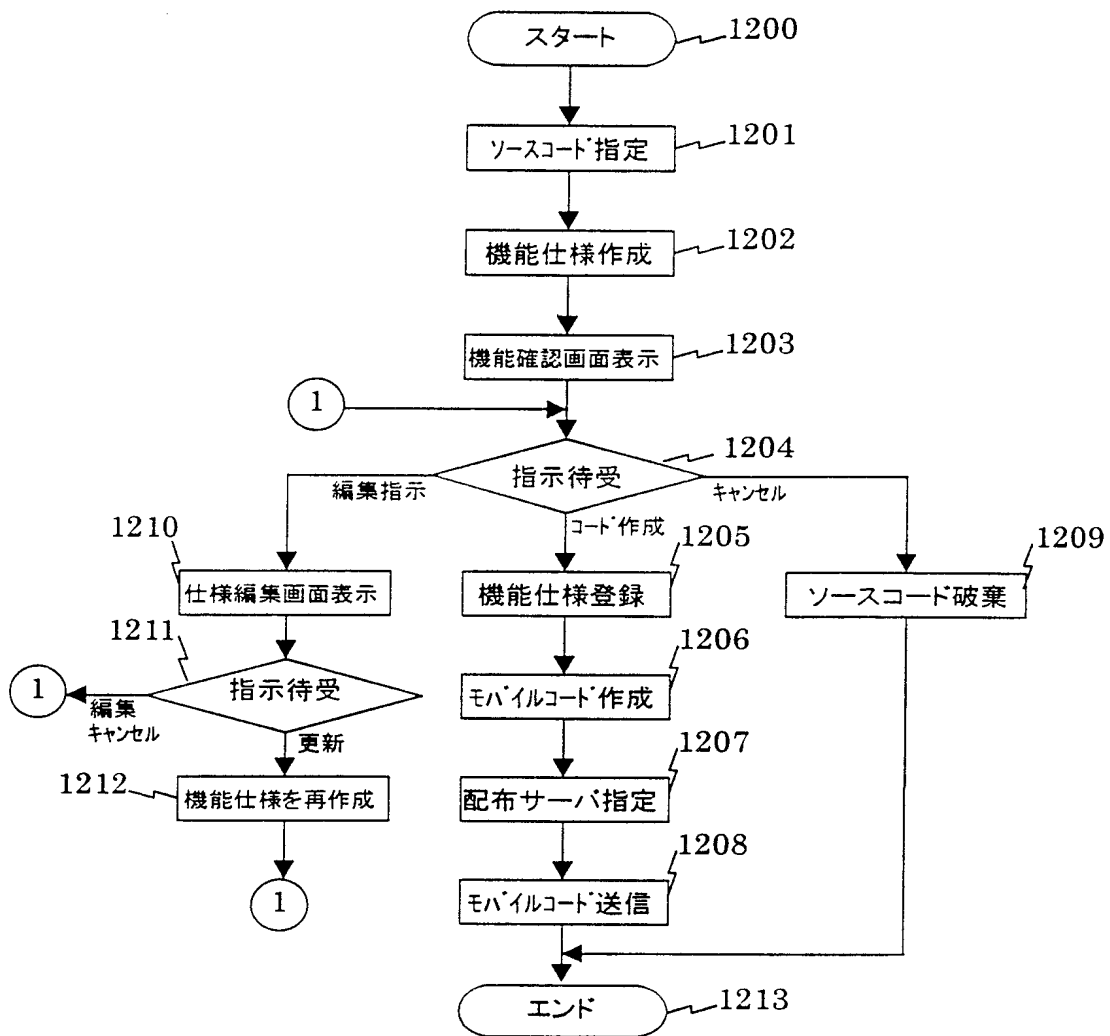 スタート
1200
ソースコード指定
1201
機能仕様作成
1202
機能確認画面表示
1203
1
指示待受
1204
編集指示
コード作成
キャンセル
1210
仕様編集画面表示
1205
機能仕様登録
1209
ソースコード破棄
1211
指示待受
1
編集
キャンセル
更新
1206
モバイルコード作成
1212
機能仕様を再作成
1207
配布サーバ指定
1
1208
モバイルコード送信
エンド
1213